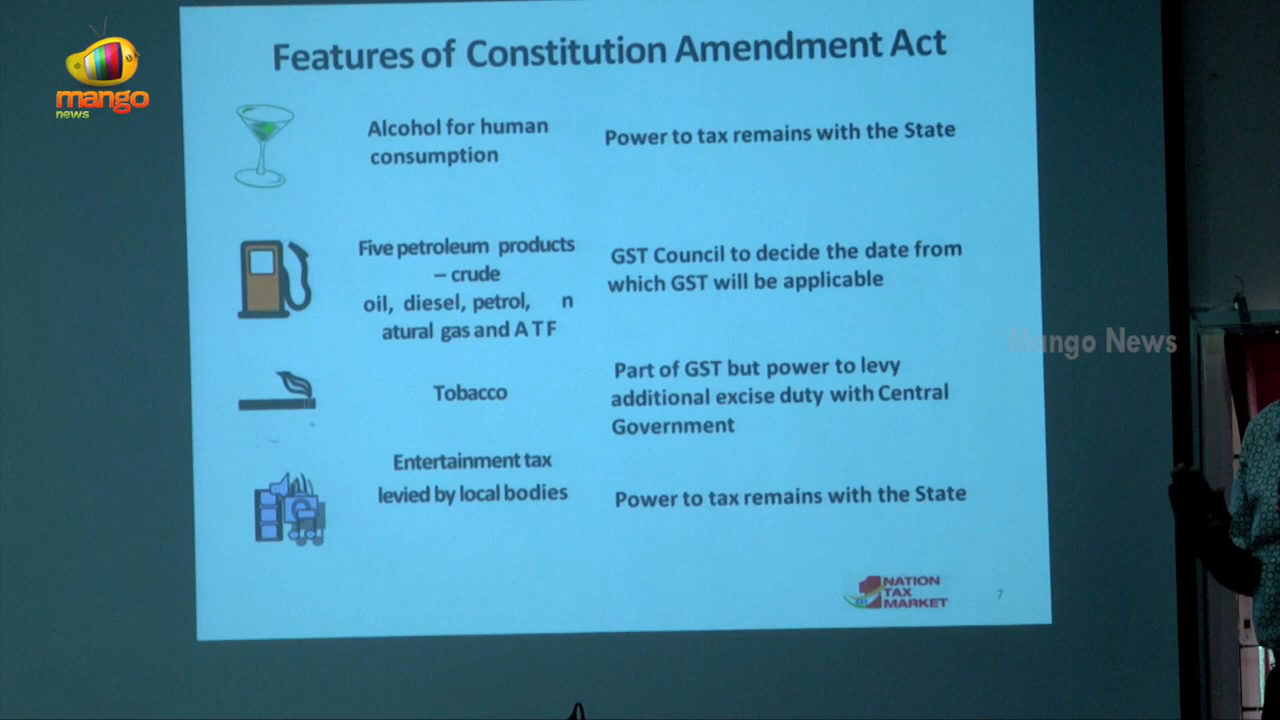 mango
news
Features of Constitution Amendment Act
Alcohol for human
consumption
Power to tax remains with the State
Five petroleum products
– crude
oil, diesel, petrol, n
atural gas and A T F
GST Council to decide the date from
which GST will be applicable
Tobacco
Part of GST but power to levy
additional excise duty with Central
Government
Entertainment tax
levied by local bodies
Power to tax remains with the State
Mango News
1
NATION
TAX
MARKET
GST
7